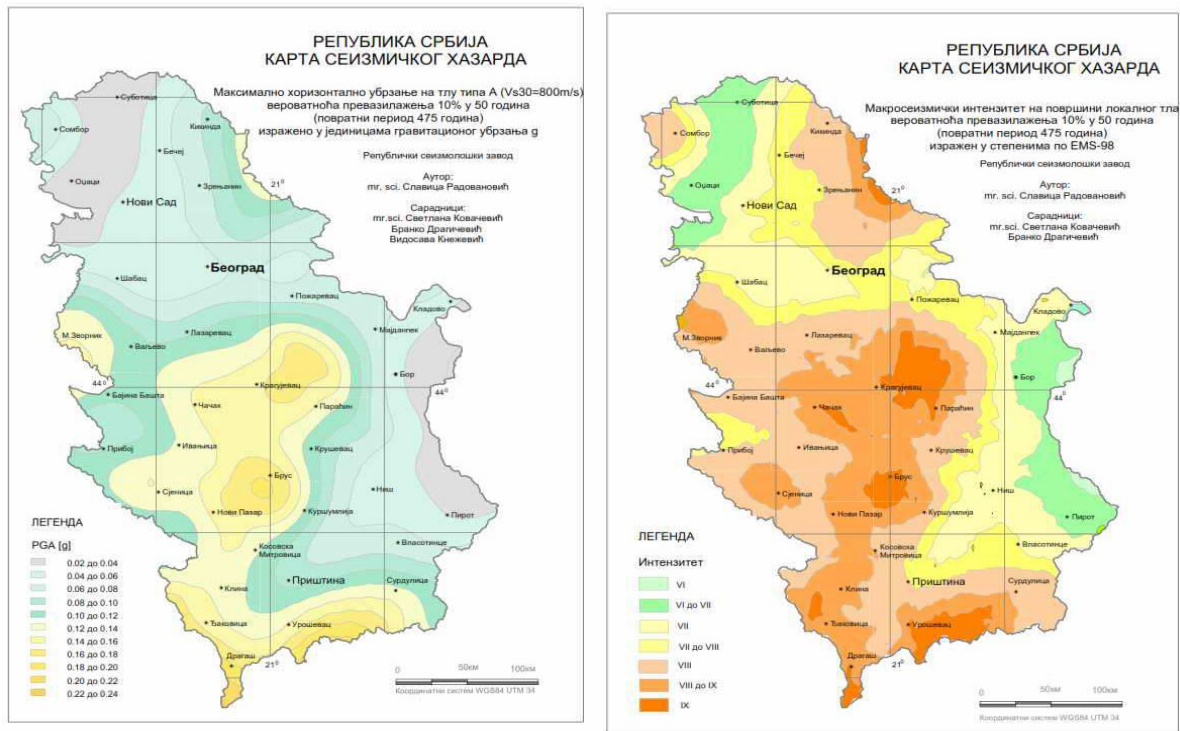 РЕПУБЛИКА СРБИЈА
КАРТА СЕИЗМИЧКОГ ХАЗАРДА
Максимално хоризонтално убрзање на тлу типа А (Vs30=800m/s)
вероватноћа превазилажења 10% у 50 година
(повратни период 475 година)
изражено у јединицама гравитационог убрзања g
Републички сеизмолошки завод
Аутор:
mr. sci. Славица Радовановић
Сарадници:
mr.sci. Светлана Ковачевић
Бранко Драгичевић
Видосава Кнежевић
Суботица
Сомбор
Кикинда
Бечеј
Оџаци
Зрењанин
21°
Нови Сад
Београд
Шабац
Пожаревац
Кладово
М.Зворник
Лазаревац
Мајданпек
Ваљево
44°
Крагујевац
Бор
44°
Бајина Башта
Чачак
Параћин
Прибој
Ивањица
Крушевац
Брус
Сјеница
Ниш
Нови Пазар
Куршумлија
Пирот
Косовска
Митровица
Власотинце
Приштина
Клина
Сурдулица
Ђаковица
Урошевац
Драгаш
21°
ЛЕГЕНДА
PGA [g]
0.02 до 0.04
0.04 до 0.06
0.06 до 0.08
0.08 до 0.10
0.10 до 0.12
0.12 до 0.14
0.14 до 0.16
0.16 до 0.18
0.18 до 0.20
0.20 до 0.22
0.22 до 0.24
0 50км 100км
Координатни систем WGS84 UTM 34
РЕПУБЛИКА СРБИЈА
КАРТА СЕИЗМИЧКОГ ХАЗАРДА
Макросеизмички интензитет на површини локалног тла
вероватноћа превазилажења 10% у 50 година
(повратни период 475 година)
изражен у степенима по EMS-98
Републички сеизмолошки завод
Аутор:
mr. sci. Славица Радовановић
Сарадници:
mr.sci. Светлана Ковачевић
Бранко Драгичевић
Суботица
Сомбор
Кикинда
Бечеј
Оџаци
Зрењанин
21°
Нови Сад
Београд
Шабац
Пожаревац
Кладово
М.Зворник
Лазаревац
Мајданпек
Ваљево
44°
Крагујевац
Бор
44°
Бајина Башта
Чачак
Параћин
Прибој
Ивањица
Крушевац
Брус
Сјеница
Ниш
Нови Пазар
Куршумлија
Пирот
Косовска
Митровица
Власотинце
Приштина
Клина
Сурдулица
Ђаковица
Урошевац
Драгаш
21°
ЛЕГЕНДА
Интензитет
VI
VI до VII
VII
VII до VIII
VIII
VIII до IX
IX
0 50км 100км
Координатни систем WGS84 UTM 34